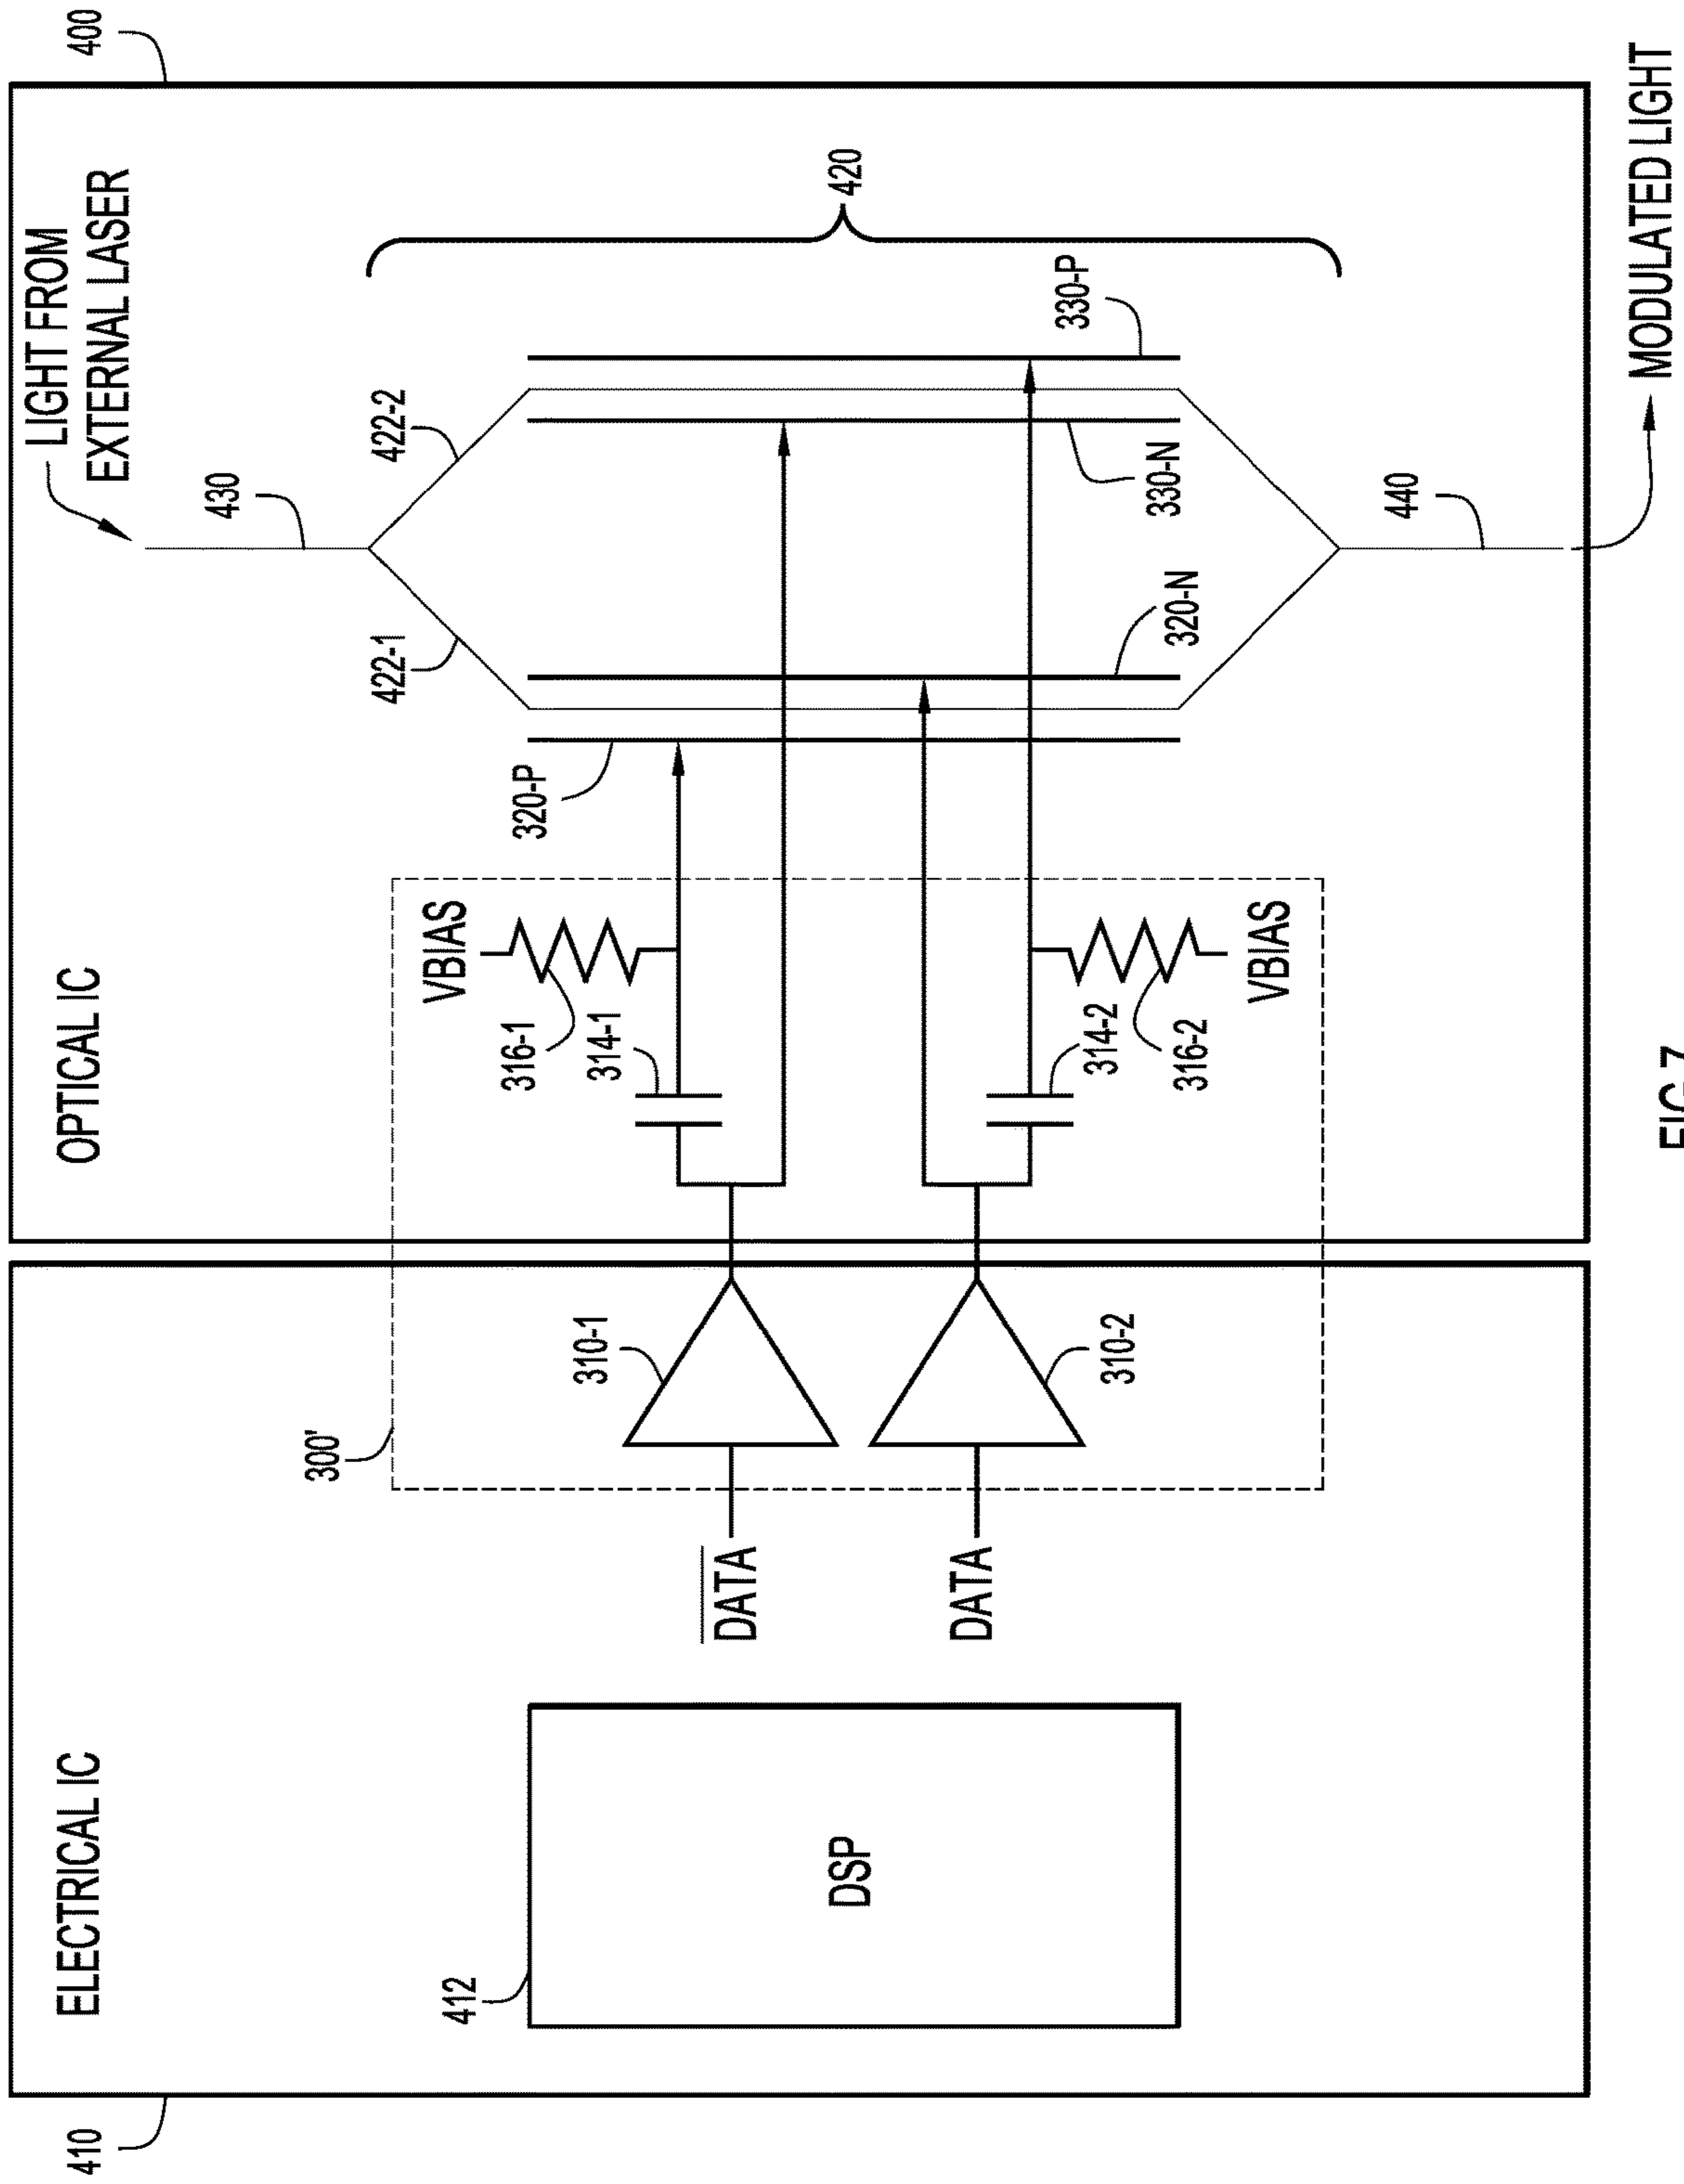 410
ELECTRICAL IC
412
DSP
D̅A̅T̅A̅
DATA
300'
310-1
310-2
OPTICAL IC
400
VBIAS
316-1
314-1
314-2
316-2
VBIAS
320-P
320-N
422-1
422-2
430
LIGHT FROM
EXTERNAL LASER
330-N
330-P
420
440
MODULATED LIGHT
FIG.7